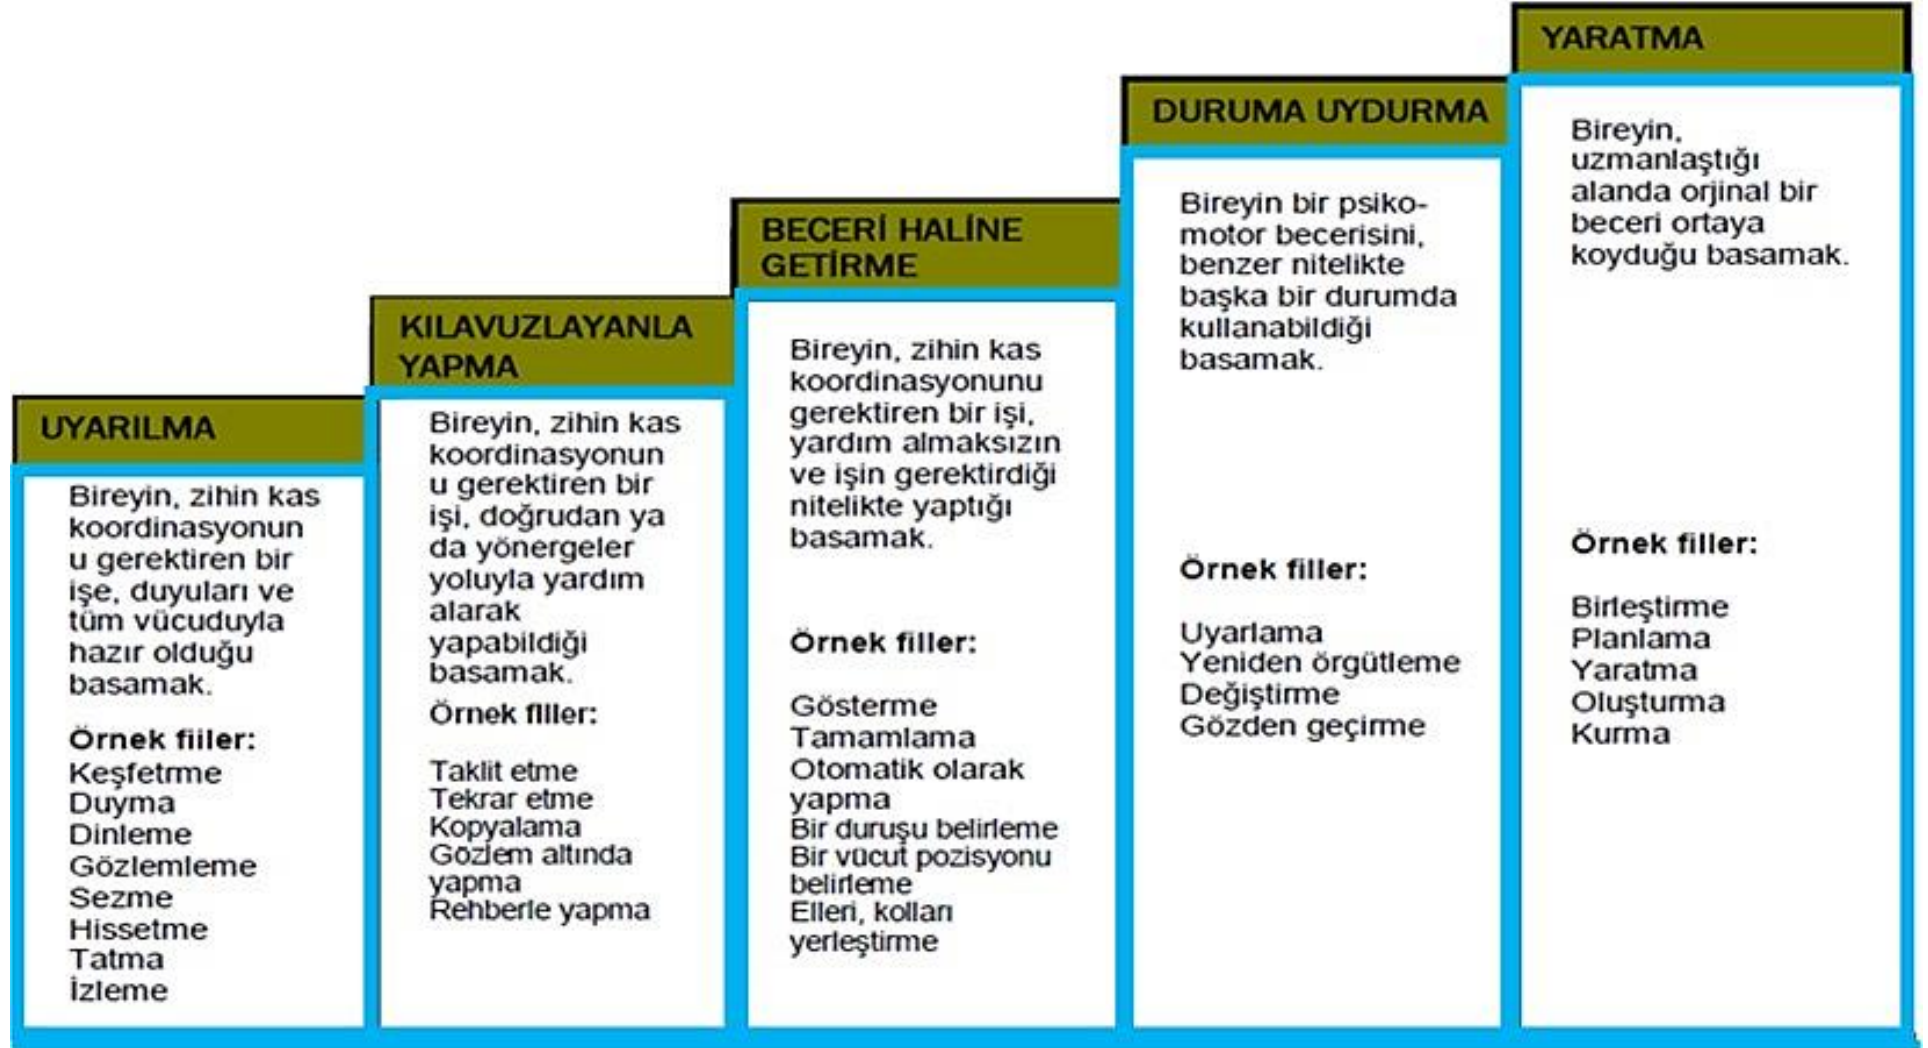 UYARILMA
Bireyin, zihin kas
koordinasyonun
u gerektiren bir
işe, duyuları ve
tüm vücuduyla
hazır olduğu
basamak.
Örnek fiiler:
Keşfetrme
Duyma
Dinleme
Gözlemleme
Sezme
Hissetme
Tatma
İzleme
KILAVUZLAYANLA
YAPMA
Bireyin, zihin kas
koordinasyonun
u gerektiren bir
işi, doğrudan ya
da yönergeler
yoluyla yardım
alarak
yapabildiği
basamak.
Örnek filler:
Taklit etme
Tekrar etme
Kopyalama
Gözlem altında
yapma
Rehberle yapma
BECERİ HALİNE
GETİRME
Bireyin, zihin kas
koordinasyonunu
gerektiren bir işi,
yardım almaksızın
ve işin gerektirdiği
nitelikte yaptığı
basamak.
Örnek filler:
Gösterme
Tamamlama
Otomatik olarak
yapma
Bir duruşu belirleme
Bir vücut pozisyonu
belirleme
Elleri, kolları
yerleştirme
DURUMA UYDURMA
Bireyin bir psiko-
motor becerisini,
benzer nitelikte
başka bir durumda
kullanabildiği
basamak.
Örnek filler:
Uyarlama
Yeniden örgütleme
Değiştirme
Gözden geçirme
YARATMA
Bireyin,
uzmanlaştığı
alanda orjinal bir
beceri ortaya
koyduğu basamak.
Örnek filler:
Birleştirme
Planlama
Yaratma
Oluşturma
Kurma